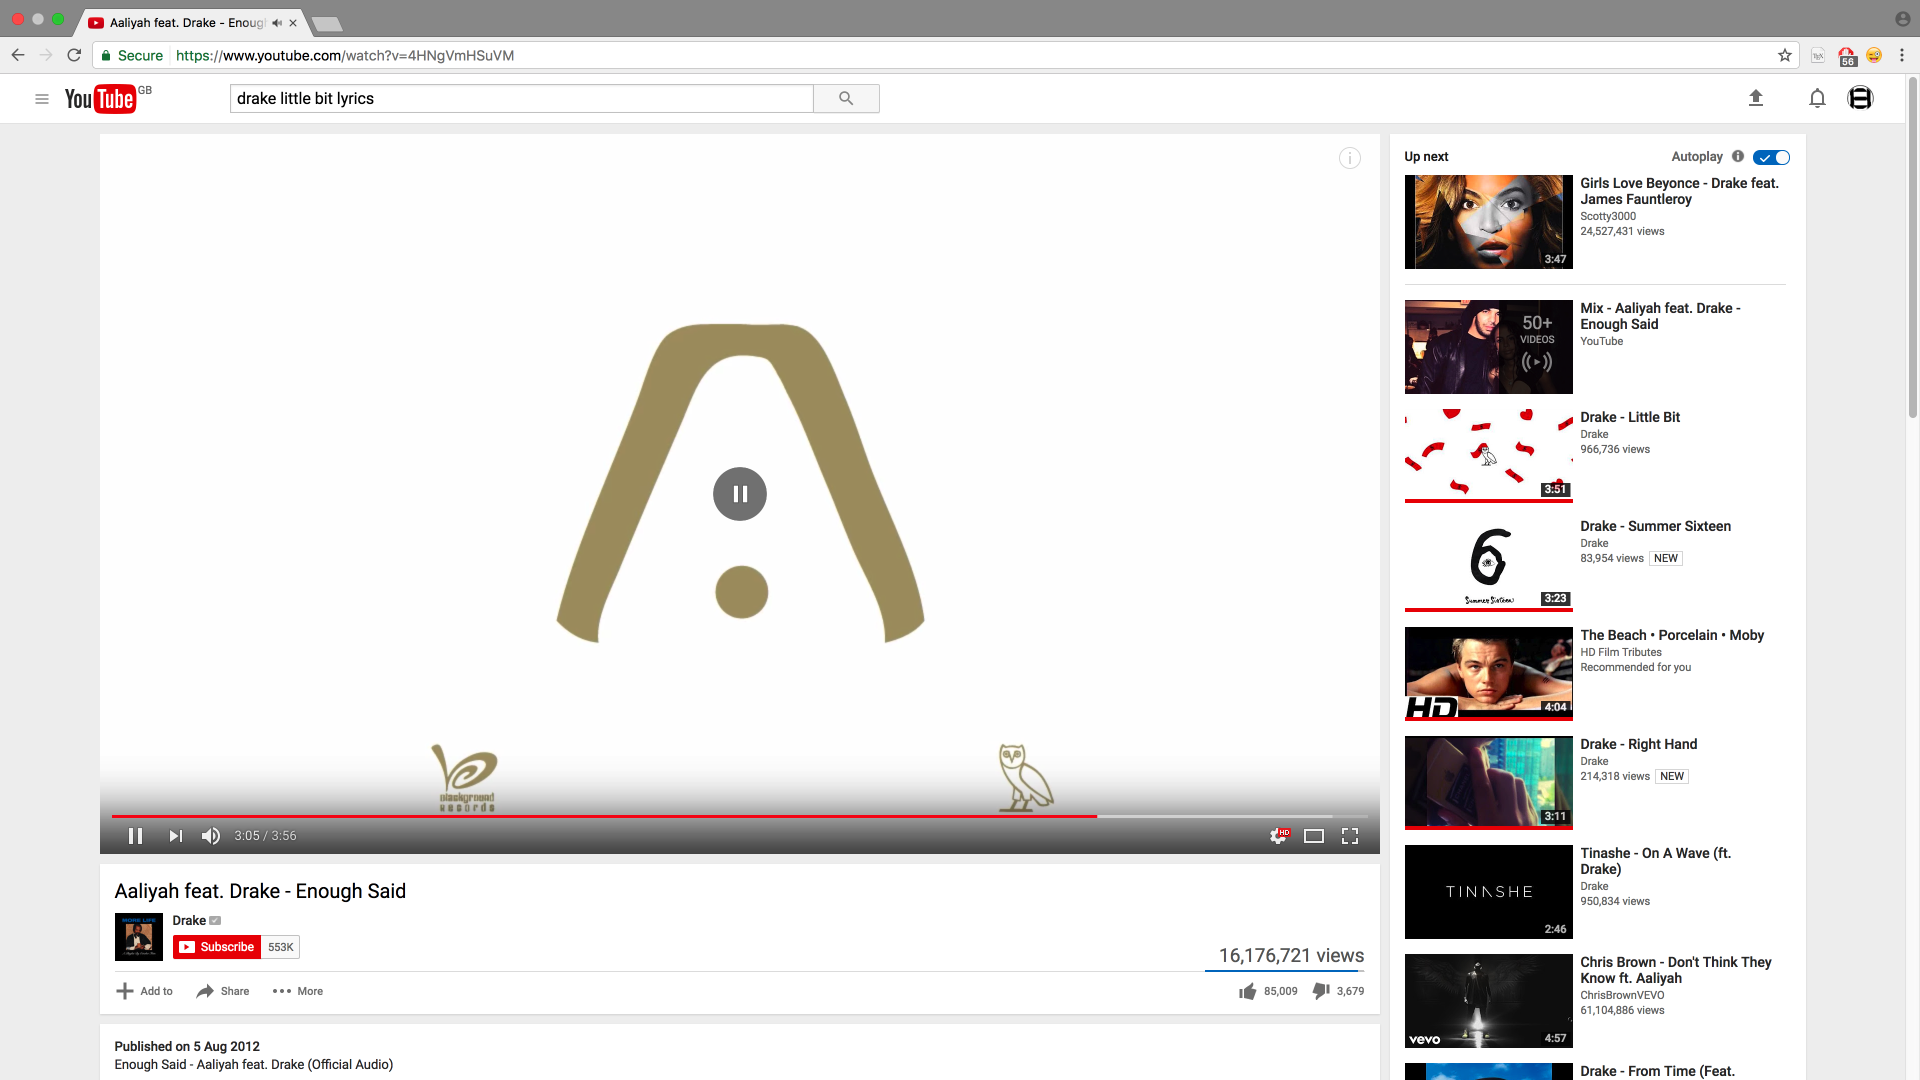 Aaliyah feat. Drake - Enoug
Secure
https://www.youtube.com/watch?v=4HNgVmHSuVM
56
YouTube GB
drake little bit lyrics
blackground
RECORDS
3:05 / 3:56
HD
Aaliyah feat. Drake - Enough Said
MORE LIFE
Drake
Subscribe 553K
16,176,721 views
Add to
Share
More
85,009
3,679
Published on 5 Aug 2012
Enough Said - Aaliyah feat. Drake (Official Audio)
Up next
Autoplay
3:47
Girls Love Beyonce - Drake feat.
James Fauntleroy
Scotty3000
24,527,431 views
50+
VIDEOS
Mix - Aaliyah feat. Drake -
Enough Said
YouTube
3:51
Drake - Little Bit
Drake
966,736 views
Summer Sixteen
3:23
Drake - Summer Sixteen
Drake
83,954 views NEW
HD
4:04
The Beach • Porcelain • Moby
HD Film Tributes
Recommended for you
3:11
Drake - Right Hand
Drake
214,318 views NEW
TINASHE
2:46
Tinashe - On A Wave (ft.
Drake)
Drake
950,834 views
vevo
4:57
Chris Brown - Don't Think They
Know ft. Aaliyah
ChrisBrownVEVO
61,104,886 views
Drake - From Time (Feat.